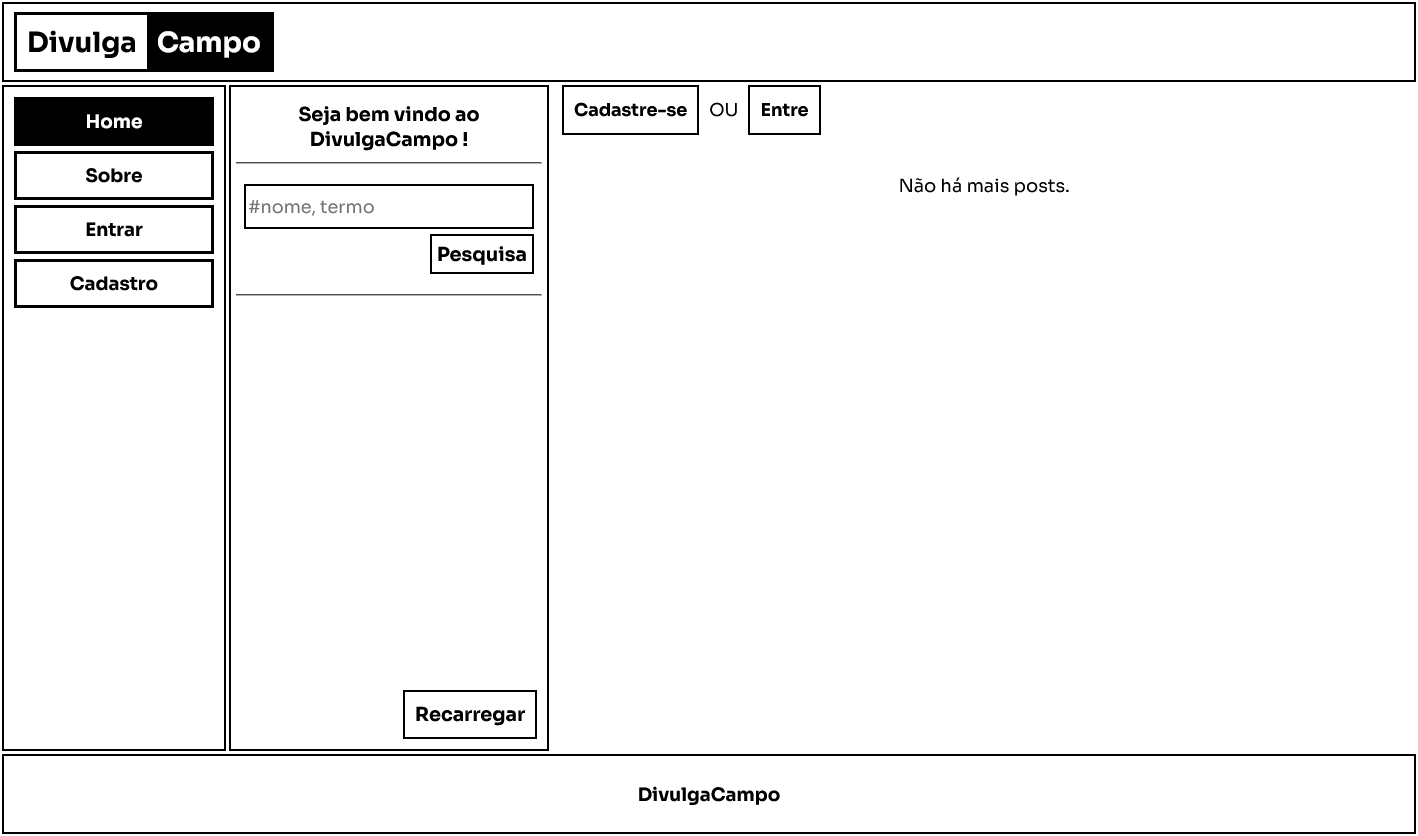 Divulga Campo
Home
Sobre
Entrar
Cadastro
Seja bem vindo ao
DivulgaCampo !
#nome, termo
Pesquisa
Recarregar
Cadastre-se OU Entre
Não há mais posts.
DivulgaCampo